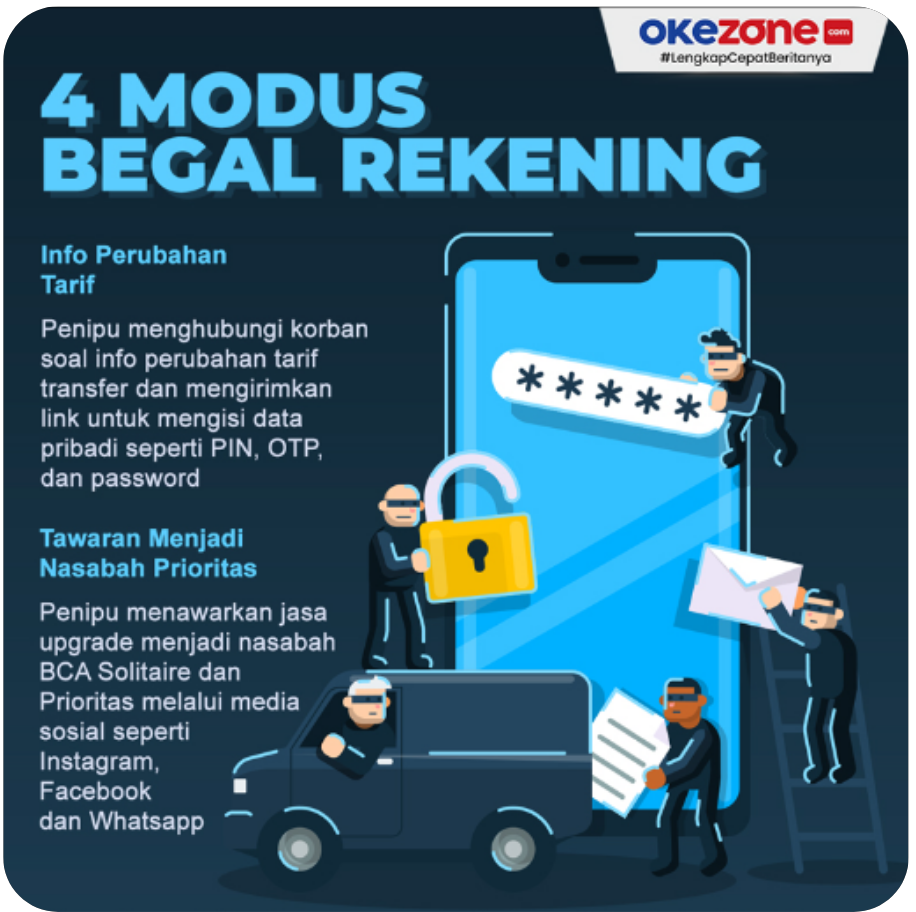 okezone.com
#LengkapCepatBeritanya
4 MODUS
BEGAL REKENING
Info Perubahan
Tarif
Penipu menghubungi korban
soal info perubahan tarif
transfer dan mengirimkan
link untuk mengisi data
pribadi seperti PIN, OTP,
dan password
Tawaran Menjadi
Nasabah Prioritas
Penipu menawarkan jasa
upgrade menjadi nasabah
BCA Solitaire dan
Prioritas melalui media
sosial seperti
Instagram,
Facebook
dan Whatsapp
*****